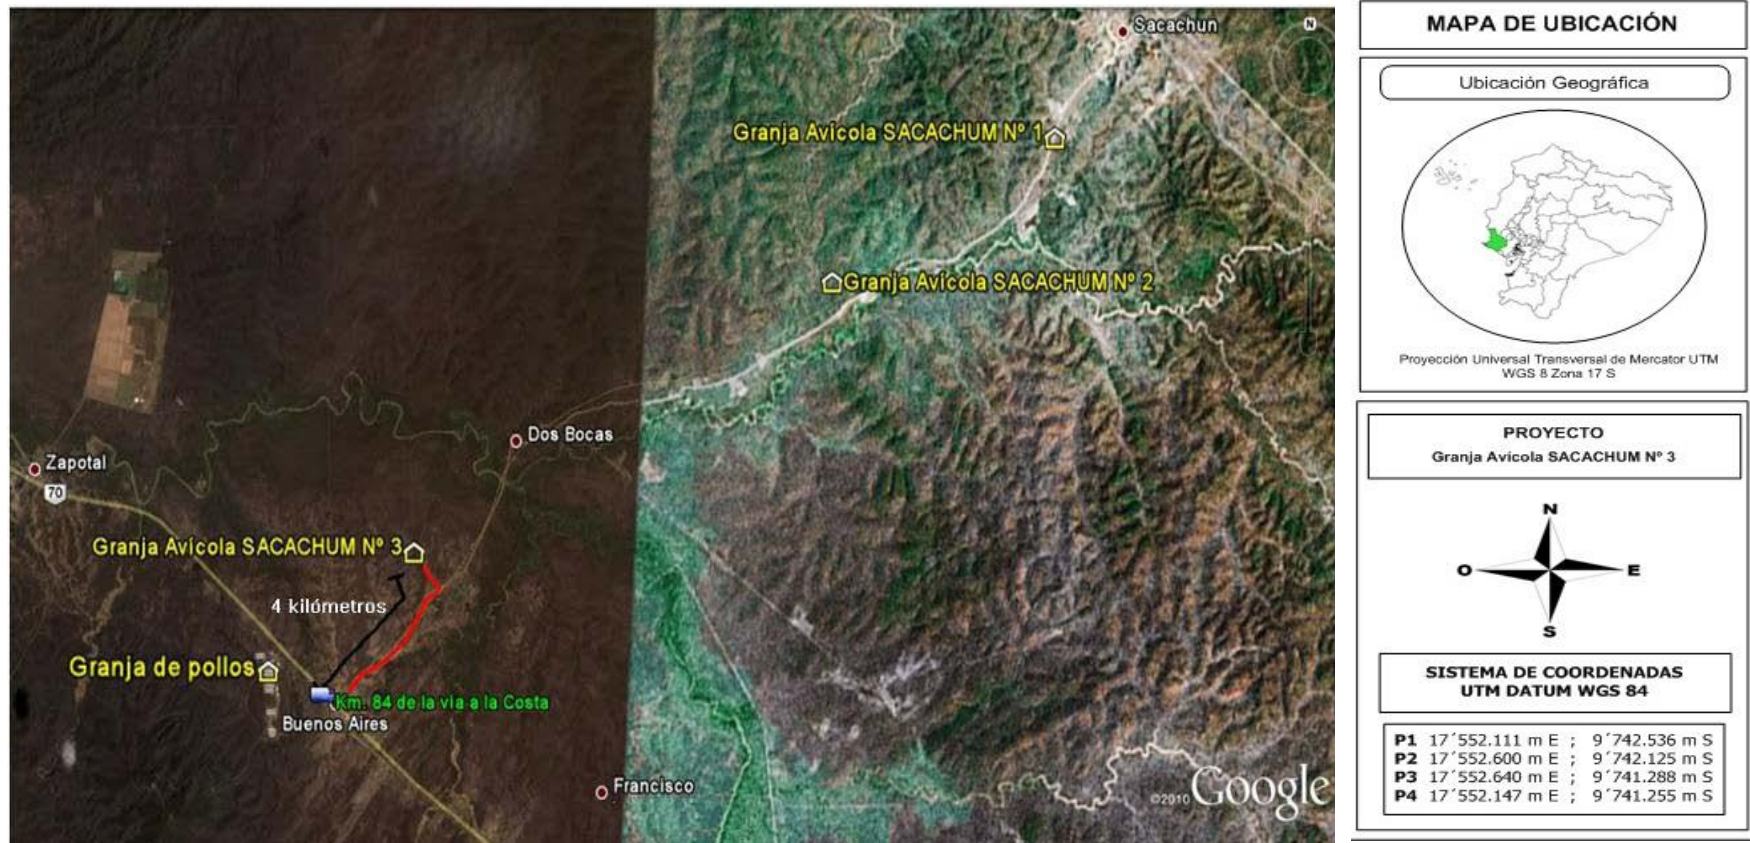 Sacachun
N
Granja Avícola SACACHUM Nº 1
Granja Avícola SACACHUM Nº 2
Dos Bocas
Zapotal
70
Granja Avícola SACACHUM Nº 3
4 kilómetros
Granja de pollos
Km. 84 de la via a la Costa
Buenos Aires
Francisco
©2010 Google
MAPA DE UBICACIÓN
Ubicación Geográfica
Proyección Universal Transversal de Mercator UTM
WGS 8 Zona 17 S
PROYECTO
Granja Avícola SACACHUM Nº 3
N
O
E
S
SISTEMA DE COORDENADAS
UTM DATUM WGS 84
P1 17´552.111 m E ; 9´742.536 m S
P2 17´552.600 m E ; 9´742.125 m S
P3 17´552.640 m E ; 9´741.288 m S
P4 17´552.147 m E ; 9´741.255 m S